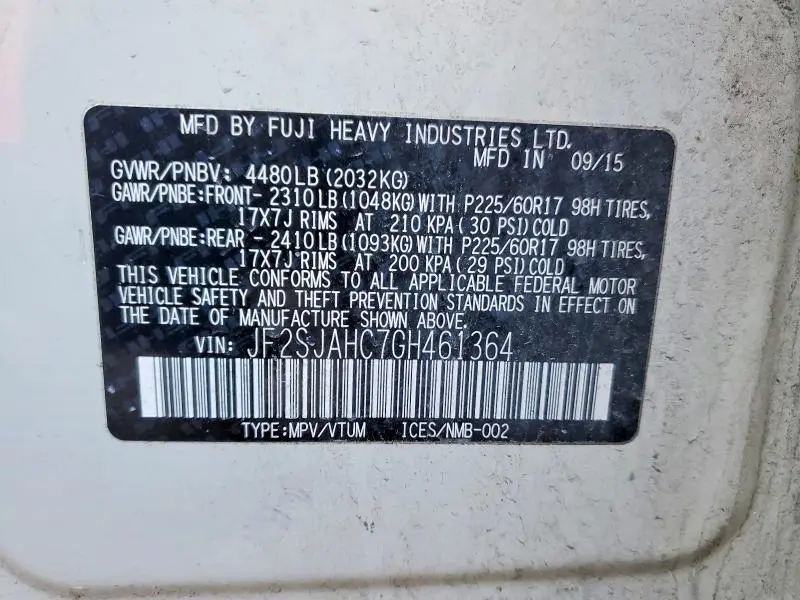 MFD BY FUJI HEAVY INDUSTRIES LTD.
MFD IN 09/15
GVWR/PNBV: 4480LB(2032KG)
GAWR/PNBE:FRONT- 2310LB(1048KG)WITH P225/60R17 98H TIRES,
17X7J RIMS AT 210 KPA(30 PSI)COLD
GAWR/PNBE:REAR - 2410LB(1093KG)WITH P225/60R17 98H TIRES,
17X7J RIMS AT 200 KPA(29 PSI)COLD
THIS VEHICLE CONFORMS TO ALL APPLICABLE FEDERAL MOTOR
VEHICLE SAFETY AND THEFT PREVENTION STANDARDS IN EFFECT ON
THE DATE OF MANUFACTURE SHOWN ABOVE.
VIN: JF2SJAHC7GH461364
TYPE:MPV/VTUM ICES/NMB-002